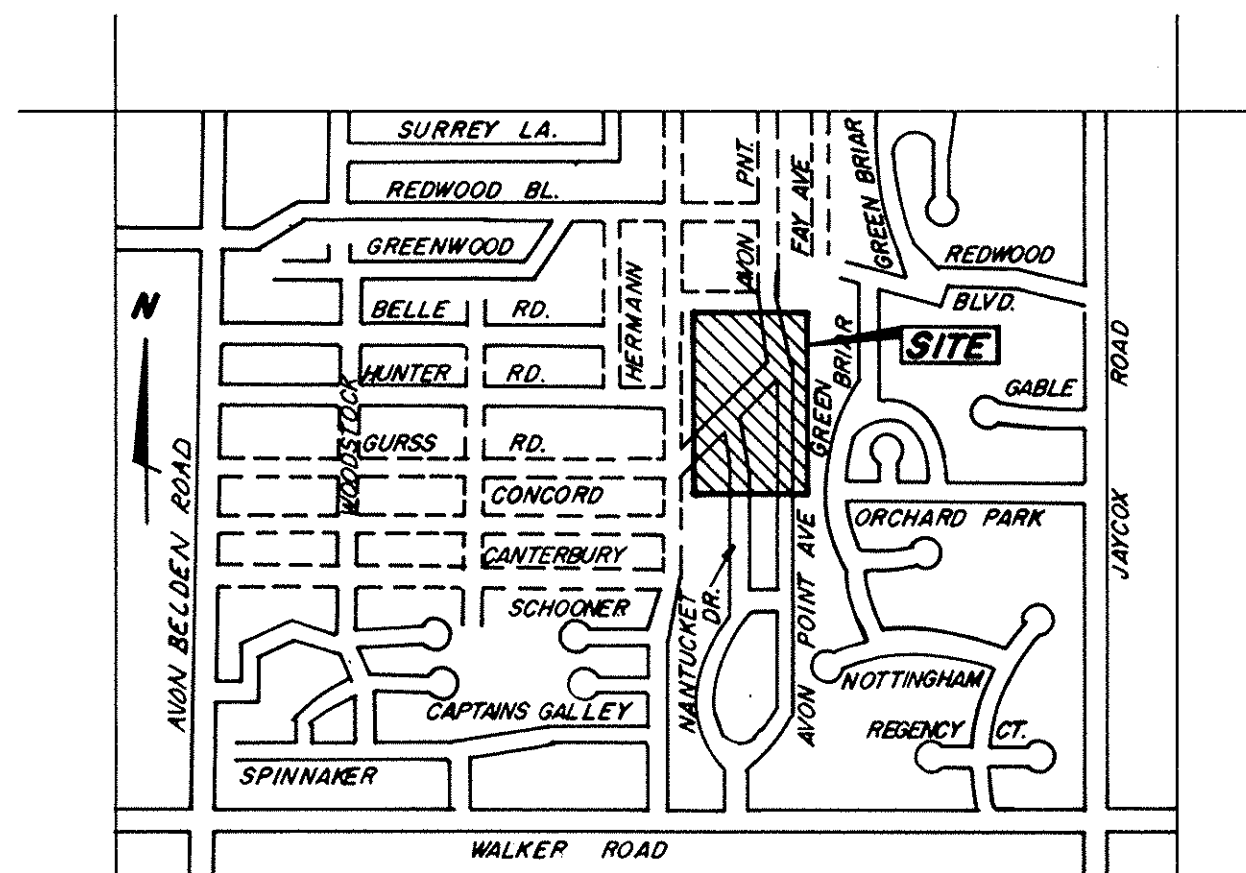 SURREY LA.
REDWOOD BL.
GREENWOOD
BELLE RD.
HUNTER RD.
GURSS RD.
CONCORD
CANTERBURY
SCHOONER
CAPTAINS GALLEY
SPINNAKER
WALKER ROAD
N
AVON BELDEN ROAD
WOODSTOCK
HERMANN
AVON PNT.
FAY AVE
GREEN BRIAR
REDWOOD
BLVD.
SITE
GREEN BRIAR
GABLE
ORCHARD PARK
NANTUCKET
DR.
AVON POINT AVE
NOTTINGHAM
REGENCY CT.
JAYCOX ROAD